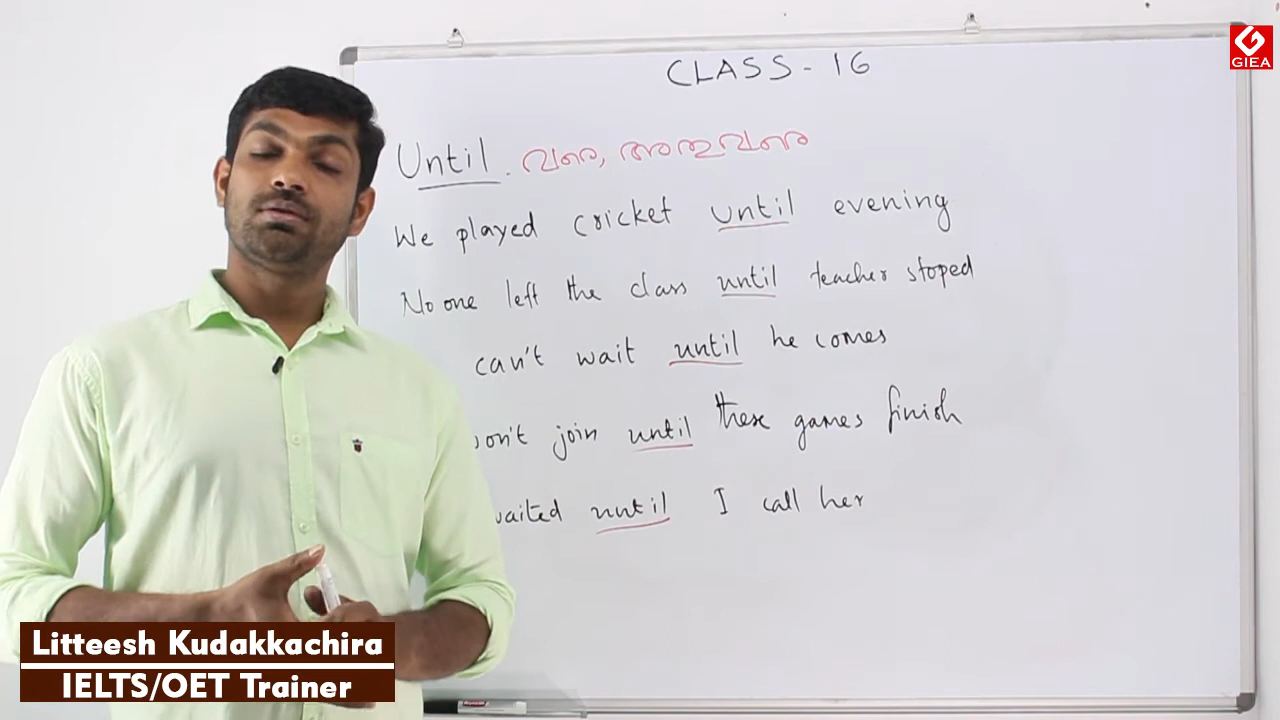 GIEA
CLASS - 16
Until . വരെ, അതുവരെ
We played cricket until evening
No one left the class until teacher stoped
can't wait until he comes
won't join until these games finish
waited until I call her
Litteesh Kudakkachira
IELTS/OET Trainer